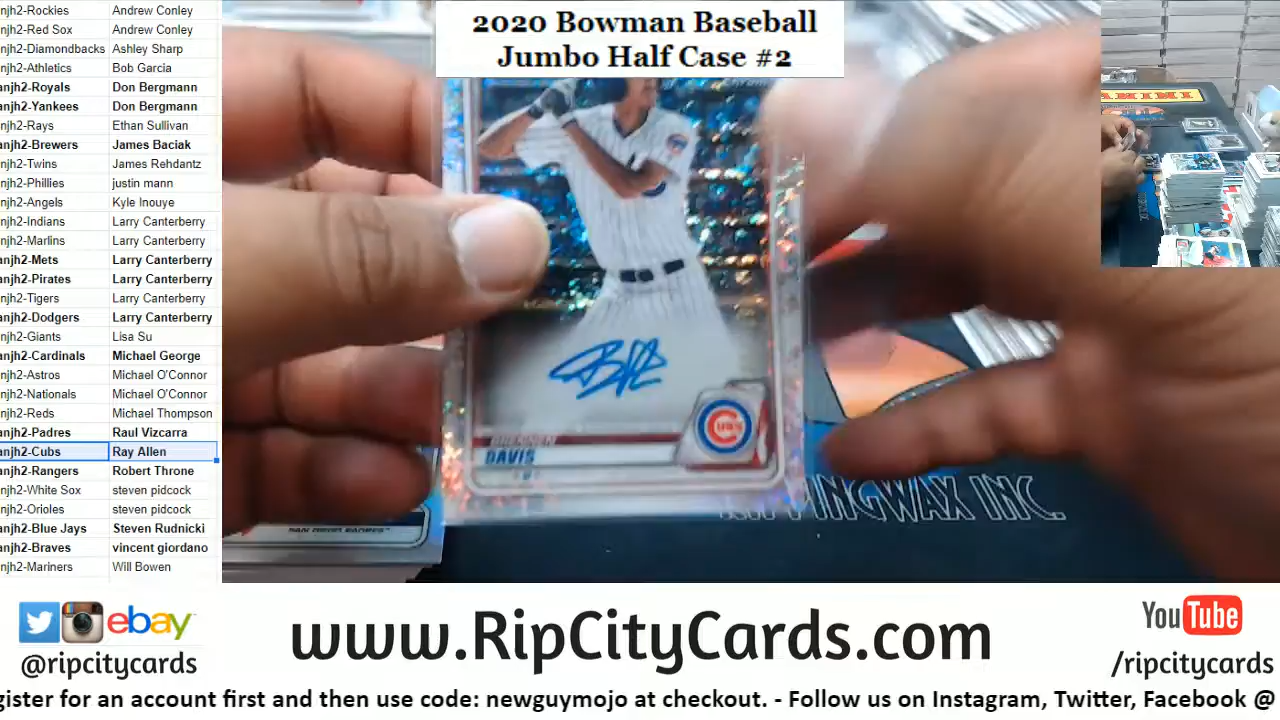 njh2-Rockies Andrew Conley
njh2-Red Sox Andrew Conley
njh2-Diamondbacks Ashley Sharp
njh2-Athletics Bob Garcia
anjh2-Royals Don Bergmann
anjh2-Yankees Don Bergmann
njh2-Rays Ethan Sullivan
anjh2-Brewers James Baciak
njh2-Twins James Rehdantz
njh2-Phillies justin mann
njh2-Angels Kyle Inouye
njh2-Indians Larry Canterberry
njh2-Marlins Larry Canterberry
anjh2-Mets Larry Canterberry
anjh2-Pirates Larry Canterberry
njh2-Tigers Larry Canterberry
anjh2-Dodgers Larry Canterberry
njh2-Giants Lisa Su
anjh2-Cardinals Michael George
njh2-Astros Michael O'Connor
njh2-Nationals Michael O'Connor
njh2-Reds Michael Thompson
anjh2-Padres Raul Vizcarra
anjh2-Cubs Ray Allen
anjh2-Rangers Robert Throne
njh2-White Sox steven pidcock
njh2-Orioles steven pidcock
anjh2-Blue Jays Steven Rudnicki
anjh2-Braves vincent giordano
njh2-Mariners Will Bowen
2020 Bowman Baseball
Jumbo Half Case #2
PANINI
CUBS
BRENNEN
DAVIS
SAN DIEGO PADRES
RIPPINGWAX INC.
ebay
@ripcitycards
www.RipCityCards.com
YouTube
/ripcitycards
gister for an account first and then use code: newguymojo at checkout. - Follow us on Instagram, Twitter, Facebook @